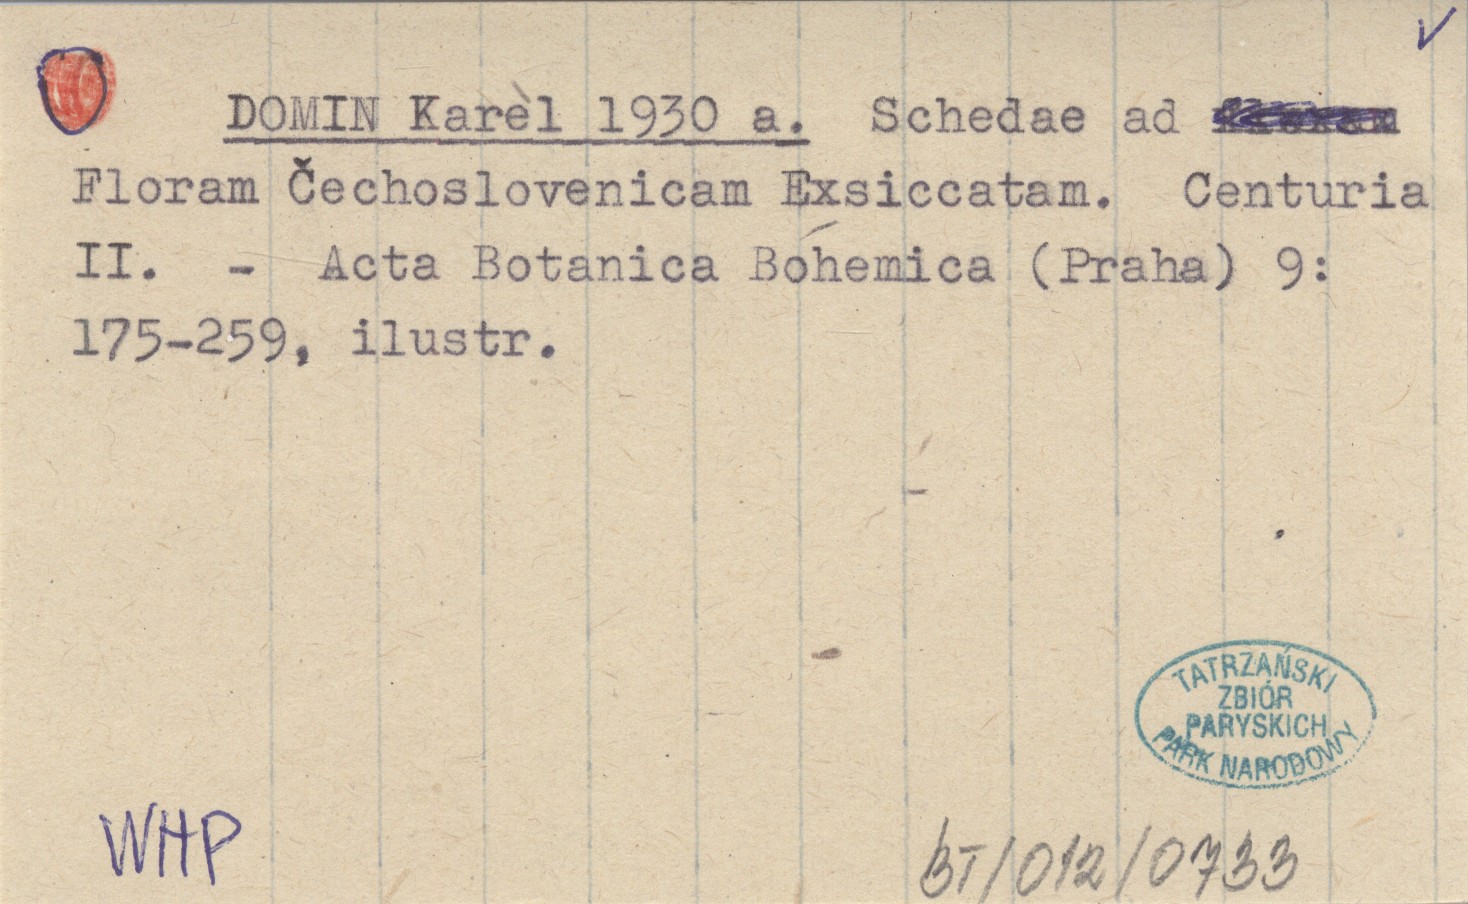 DOMIN Karèl 1930 a. Schedae ad
Floram Čechoslovenicam Exsiccatam. Centuria
II. - Acta Botanica Bohemica (Praha) 9:
175-259, ilustr.
TATRZAŃSKI
ZBIÓR
PARYSKICH
PARK NARODOWY
WHP
BT/012/0733